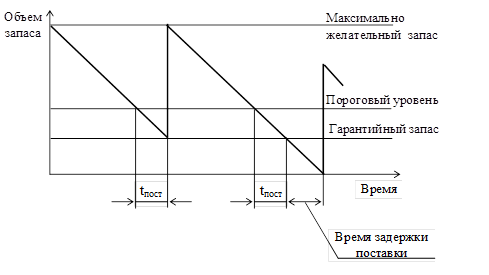 Объем
запаса
Максимально
желательный запас
Пороговый уровень
Гарантийный запас
tпост
tпост
Время
Время задержки
поставки